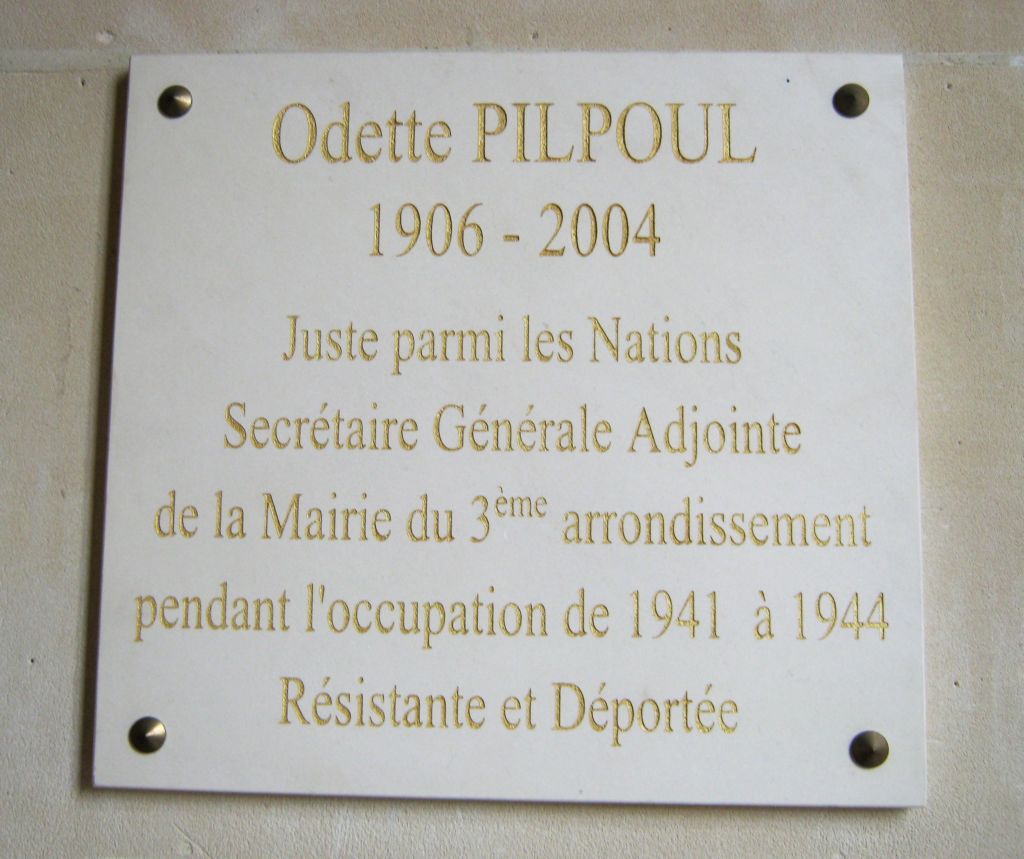 Odette PILPOUL
1906 - 2004
Juste parmi les Nations
Secrétaire Générale Adjointe
de la Mairie du 3ème arrondissement
pendant l'occupation de 1941 à 1944
Résistante et Déportée